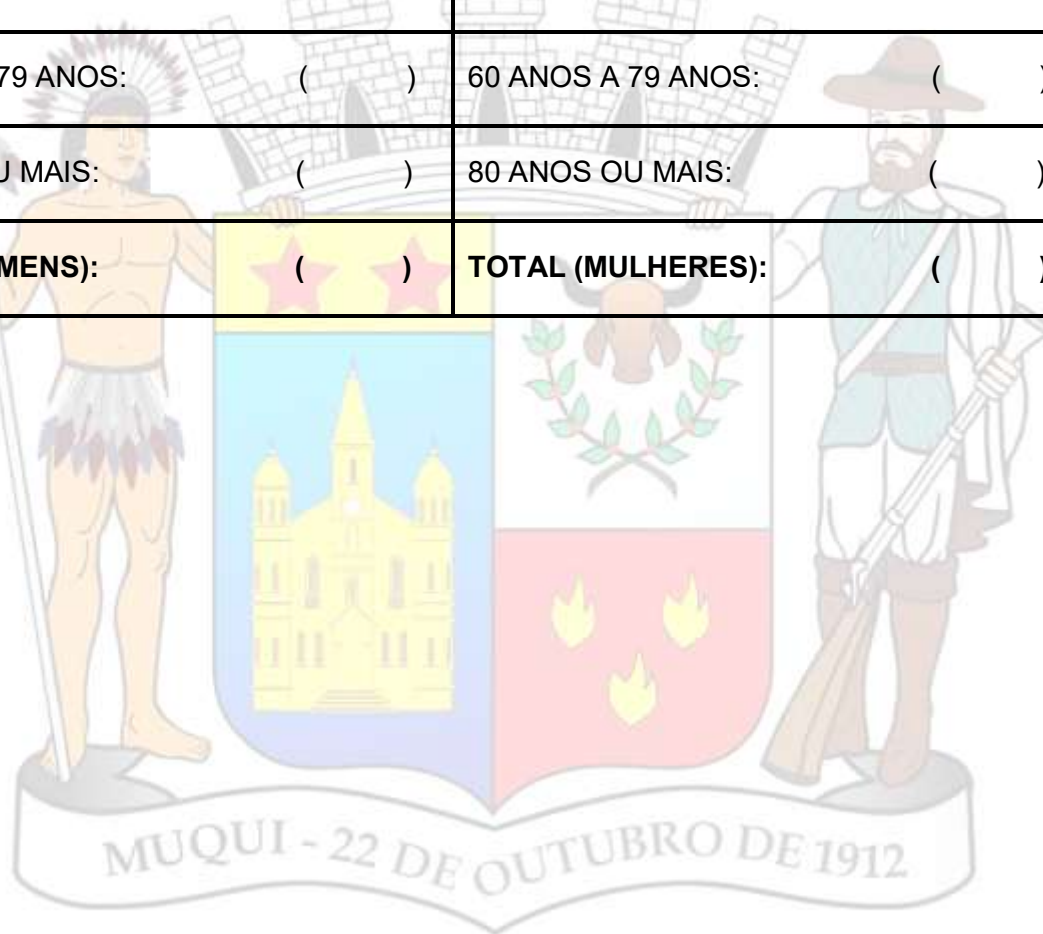 79 ANOS: ( ) 60 ANOS A 79 ANOS: ( )
U MAIS: ( ) 80 ANOS OU MAIS: ( )
MENS): ( ) TOTAL (MULHERES): ( )
MUQUI - 22 DE OUTUBRO DE 1912